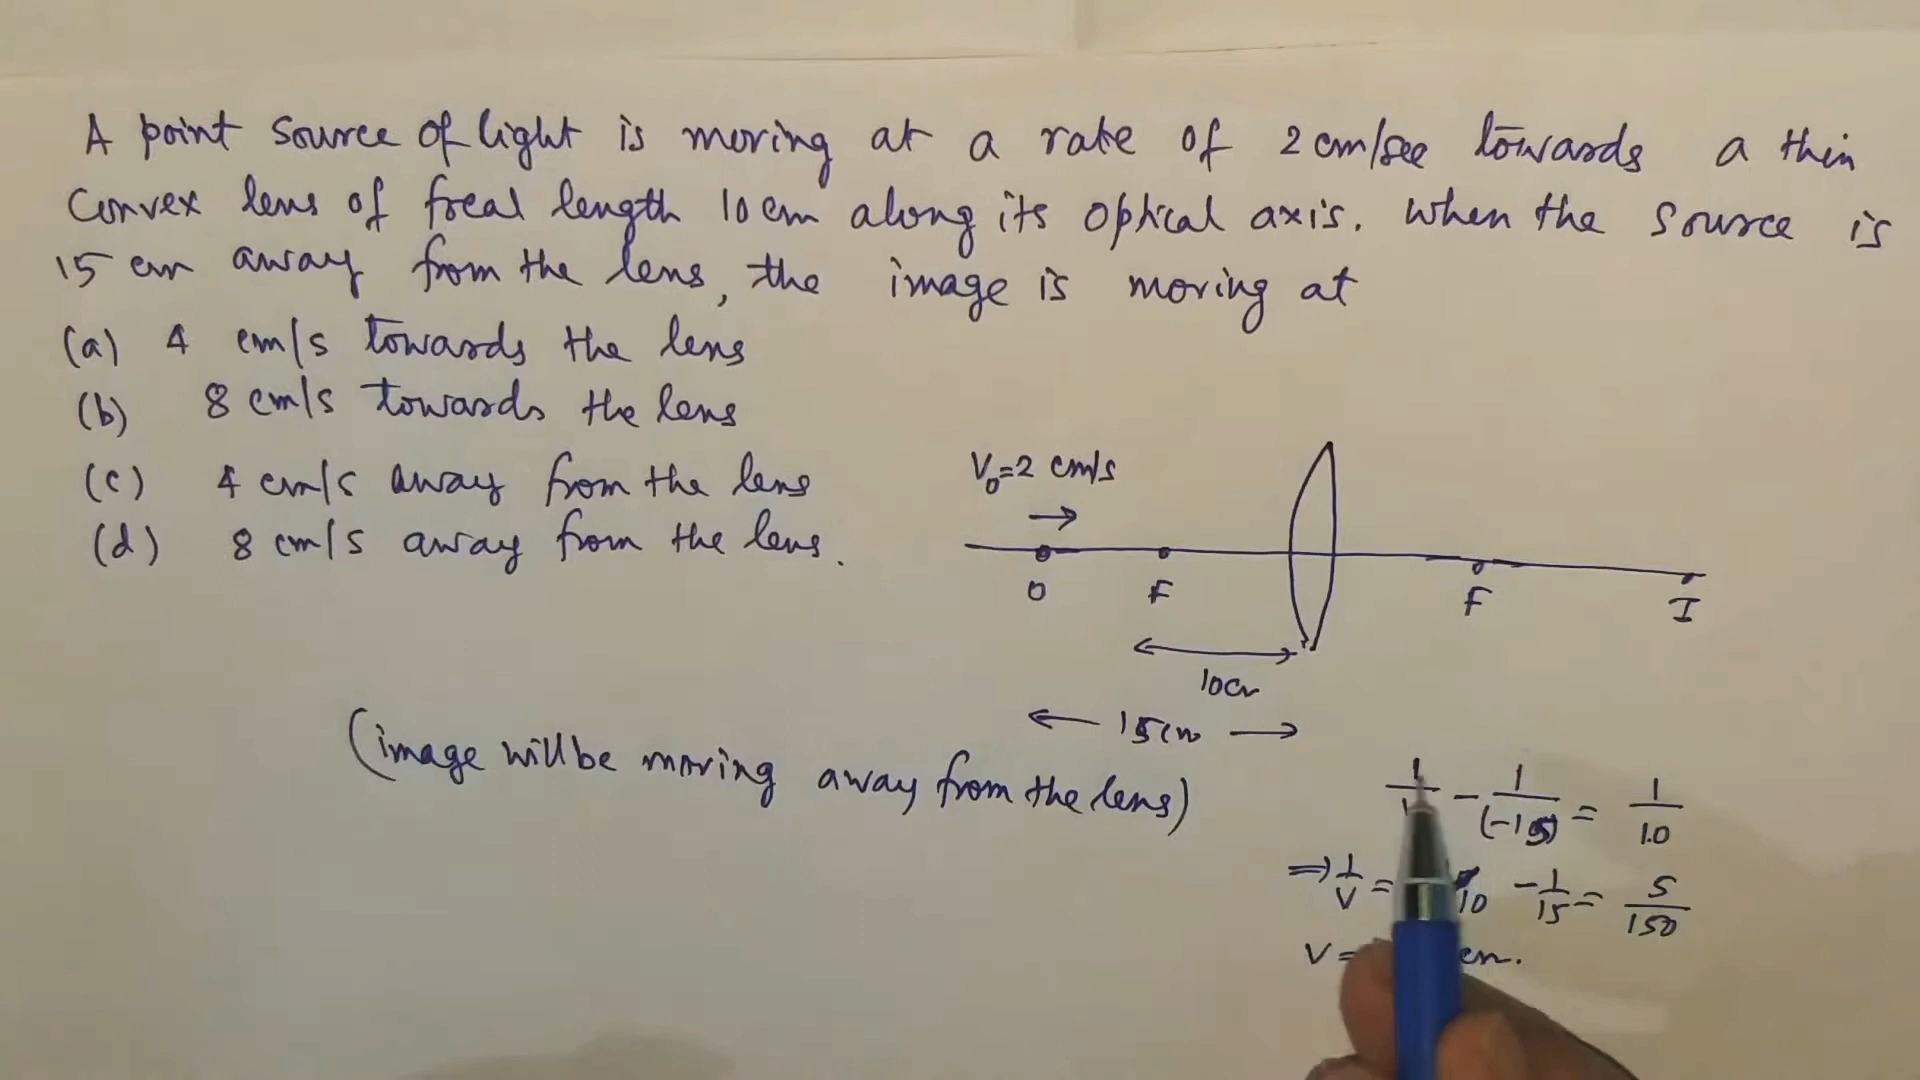 A point source of light is moving at a rate of 2 cm/sec towards a thin
Convex lens of focal length 10 cm along its optical axis. When the source is
15 cm away from the lens, the image is moving at
(a) 4 cm/s towards the lens
(b) 8 cm/s towards the lens
(c) 4 cm/s away from the lens
(d) 8 cm/s away from the lens.
V₀=2 cm/s
O F F I
10cm
15cm
(image will be moving away from the lens)
1/ - 1/(-15) = 1/10
⇒ 1/V = 10 - 1/15 = 5/150
V= cm.